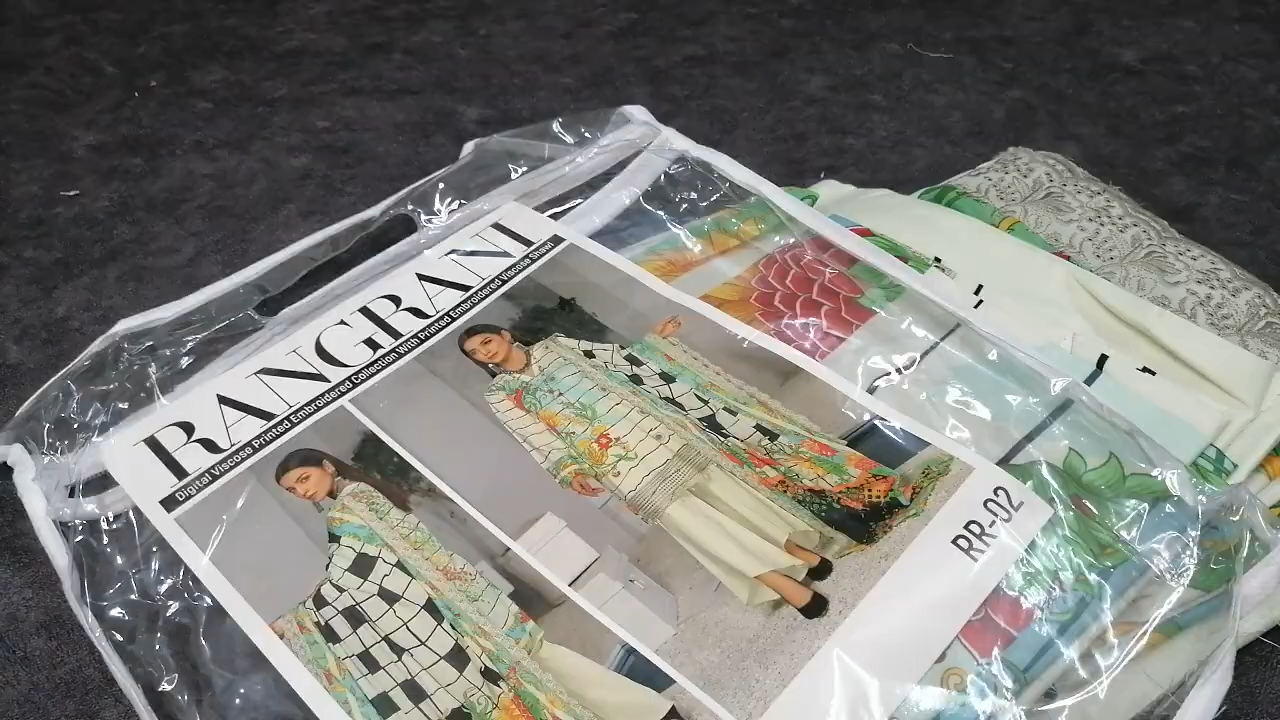 RANGRANI
Digital Viscose Printed Embroidered Collection With Printed Embroidered Viscose Shawl
RR-02